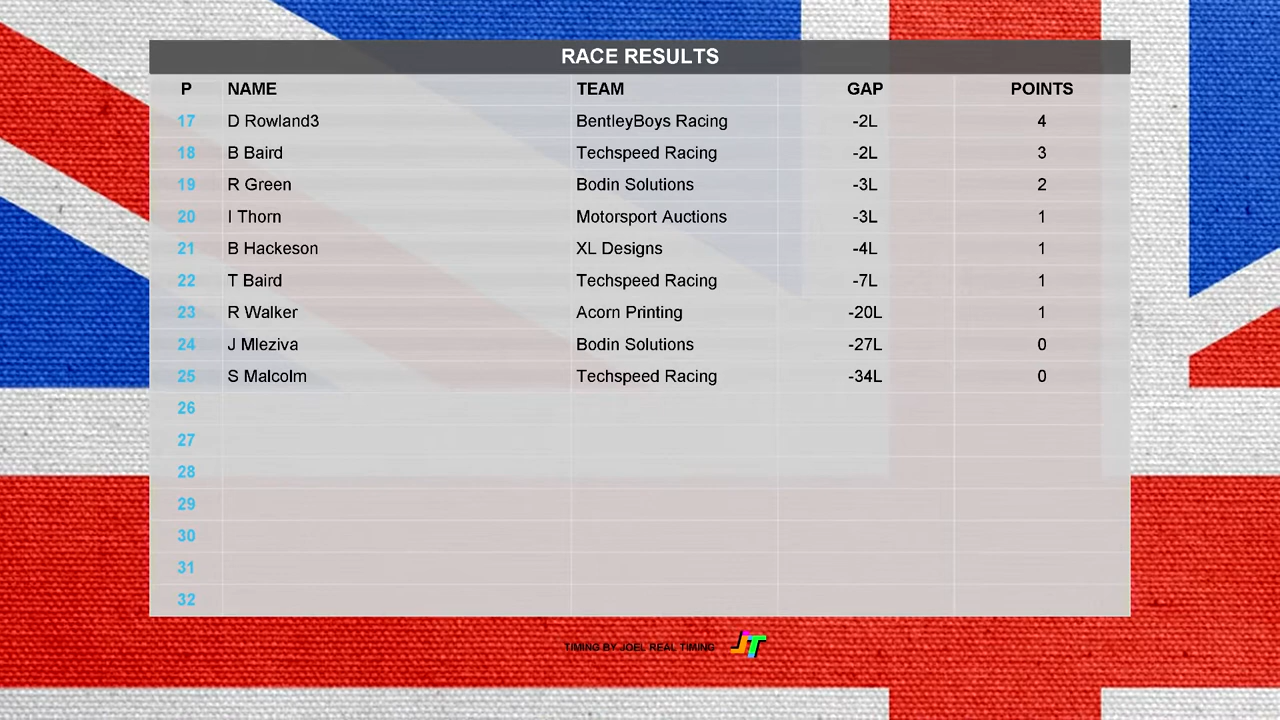 RACE RESULTS
P NAME TEAM GAP POINTS
17 D Rowland3 BentleyBoys Racing -2L 4
18 B Baird Techspeed Racing -2L 3
19 R Green Bodin Solutions -3L 2
20 I Thorn Motorsport Auctions -3L 1
21 B Hackeson XL Designs -4L 1
22 T Baird Techspeed Racing -7L 1
23 R Walker Acorn Printing -20L 1
24 J Mleziva Bodin Solutions -27L 0
25 S Malcolm Techspeed Racing -34L 0
26
27
28
29
30
31
32
TIMING BY JOEL REAL TIMING JT